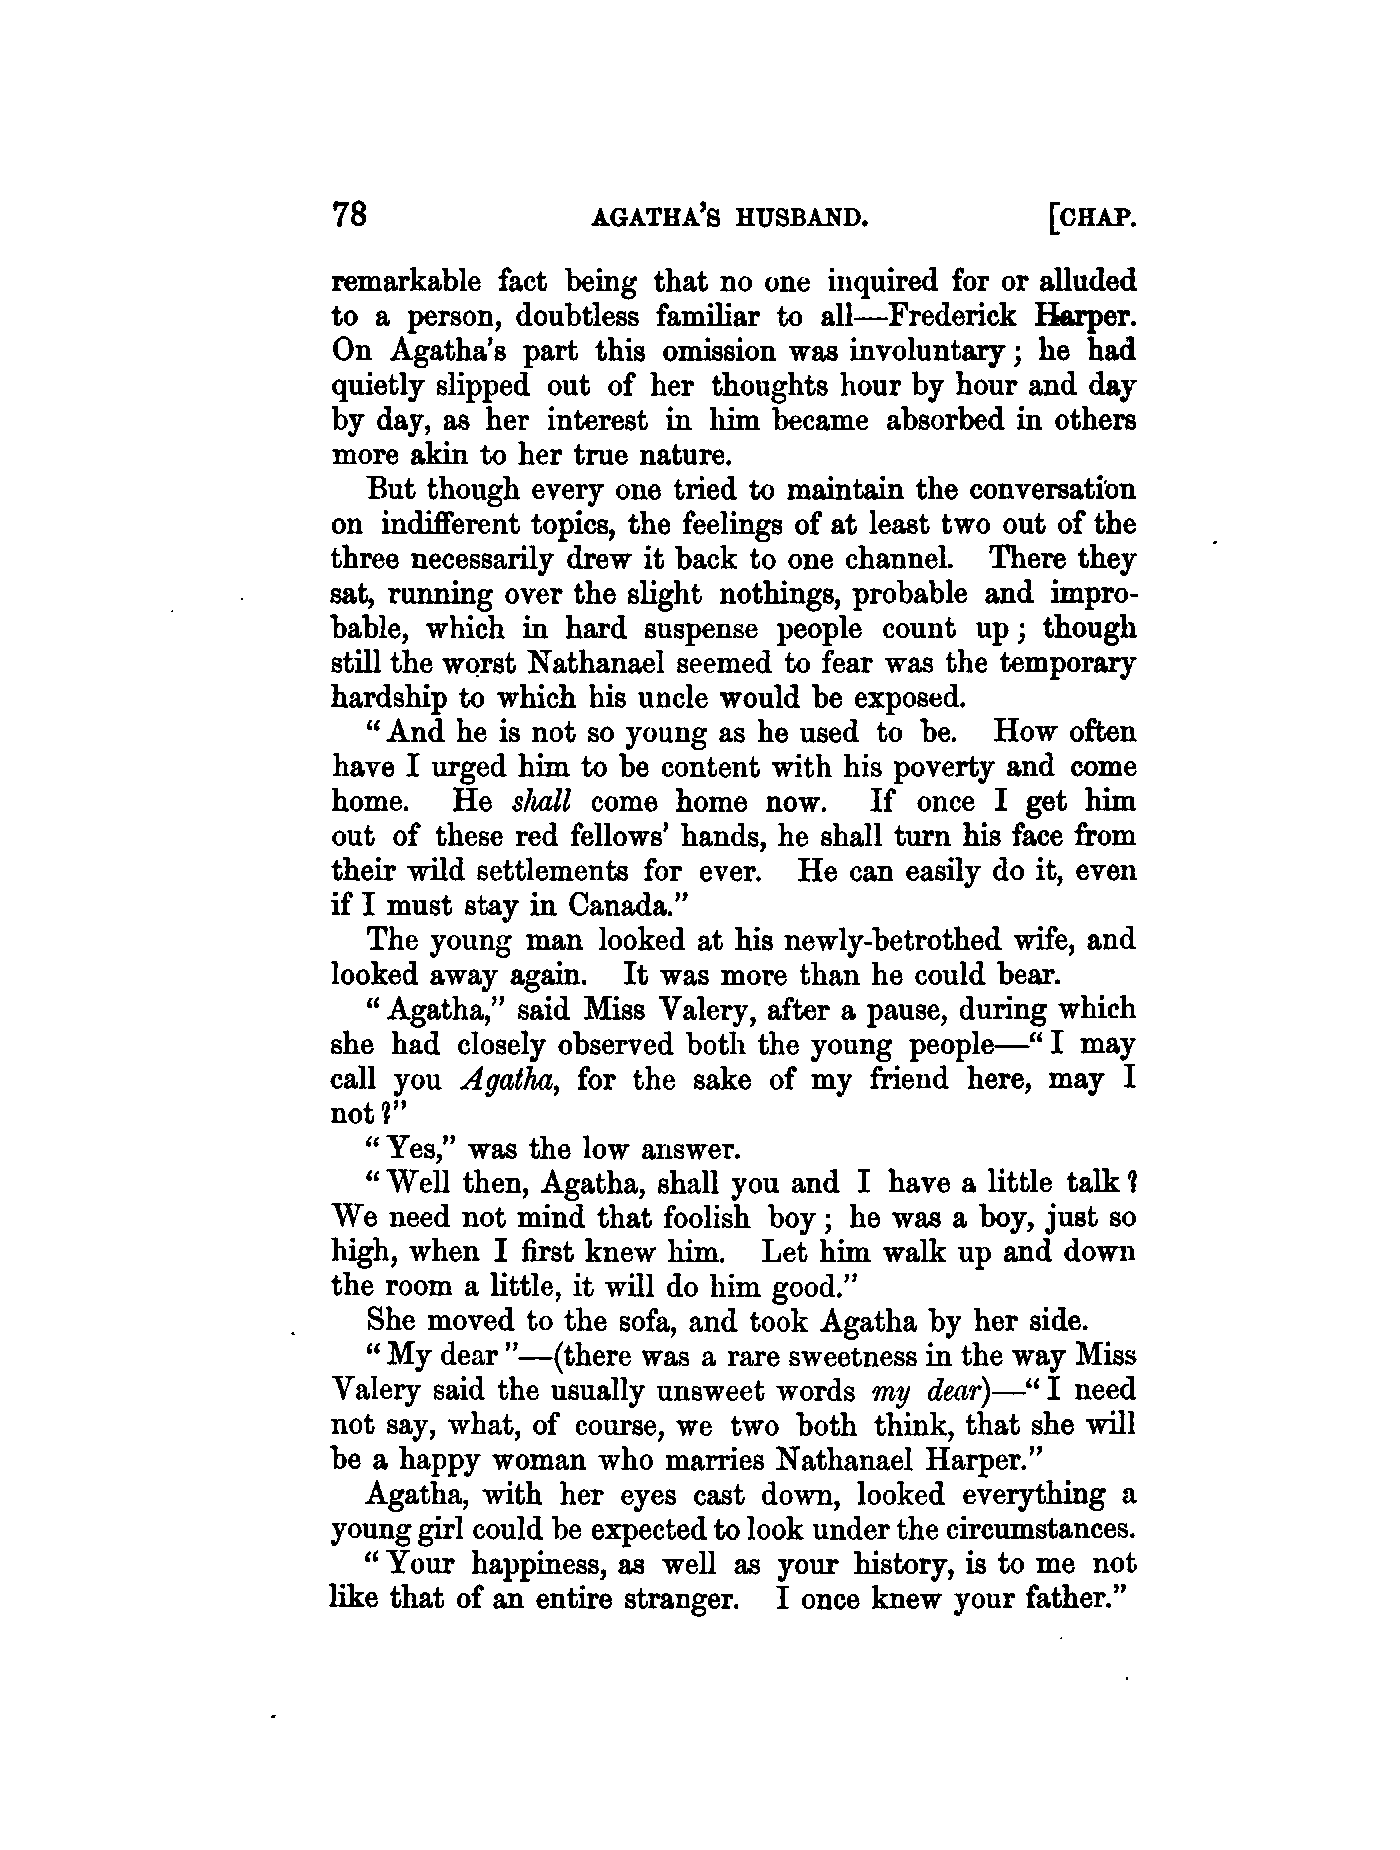 78 AGATHA'S HUSBAND. [CHAP.
remarkable fact being that no one inquired for or alluded
to a person, doubtless familiar to all—Frederick Harper.
On Agatha's part this omission was involuntary; he had
quietly slipped out of her thoughts hour by hour and day
by day, as her interest in him became absorbed in others
more akin to her true nature.
But though every one tried to maintain the conversation
on indifferent topics, the feelings of at least two out of the
three necessarily drew it back to one channel. There they
sat, running over the slight nothings, probable and impro-
bable, which in hard suspense people count up; though
still the worst Nathanael seemed to fear was the temporary
hardship to which his uncle would be exposed.
"And he is not so young as he used to be. How often
have I urged him to be content with his poverty and come
home. He shall come home now. If once I get him
out of these red fellows' hands, he shall turn his face from
their wild settlements for ever. He can easily do it, even
if I must stay in Canada."
The young man looked at his newly-betrothed wife, and
looked away again. It was more than he could bear.
"Agatha," said Miss Valery, after a pause, during which
she had closely observed both the young people—"I may
call you Agatha, for the sake of my friend here, may I
not?"
"Yes," was the low answer.
"Well then, Agatha, shall you and I have a little talk?
We need not mind that foolish boy; he was a boy, just so
high, when I first knew him. Let him walk up and down
the room a little, it will do him good."
She moved to the sofa, and took Agatha by her side.
"My dear"—(there was a rare sweetness in the way Miss
Valery said the usually unsweet words my dear)—"I need
not say, what, of course, we two both think, that she will
be a happy woman who marries Nathanael Harper."
Agatha, with her eyes cast down, looked everything a
young girl could be expected to look under the circumstances.
"Your happiness, as well as your history, is to me not
like that of an entire stranger. I once knew your father."